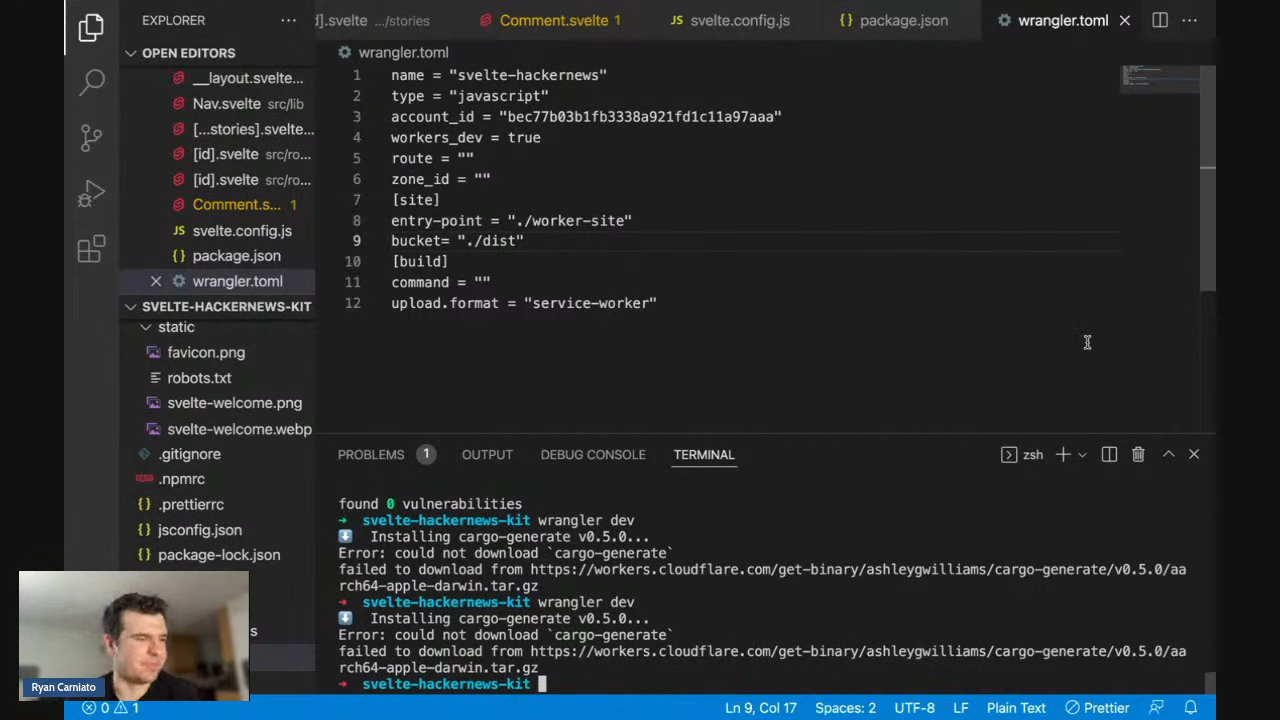 EXPLORER
].svelte .../stories
Comment.svelte 1
svelte.config.js
package.json
wrangler.toml
OPEN EDITORS
__layout.svelte...
Nav.svelte src/lib
[...stories].svelte...
[id].svelte src/ro...
[id].svelte src/ro...
Comment.s... 1
svelte.config.js
package.json
wrangler.toml
SVELTE-HACKERNEWS-KIT
static
favicon.png
robots.txt
svelte-welcome.png
svelte-welcome.webp
.gitignore
.npmrc
.prettierrc
jsconfig.json
package-lock.json
s
wrangler.toml
1 name = "svelte-hackernews"
2 type = "javascript"
3 account_id = "bec77b03b1fb3338a921fd1c11a97aaa"
4 workers_dev = true
5 route = ""
6 zone_id = ""
7 [site]
8 entry-point = "./worker-site"
9 bucket= "./dist"
10 [build]
11 command = ""
12 upload.format = "service-worker"
PROBLEMS 1 OUTPUT DEBUG CONSOLE TERMINAL
zsh
found 0 vulnerabilities
→ svelte-hackernews-kit wrangler dev
⬇️ Installing cargo-generate v0.5.0...
Error: could not download `cargo-generate`
failed to download from https://workers.cloudflare.com/get-binary/ashleygwilliams/cargo-generate/v0.5.0/aa
rch64-apple-darwin.tar.gz
→ svelte-hackernews-kit wrangler dev
⬇️ Installing cargo-generate v0.5.0...
Error: could not download `cargo-generate`
failed to download from https://workers.cloudflare.com/get-binary/ashleygwilliams/cargo-generate/v0.5.0/aa
rch64-apple-darwin.tar.gz
→ svelte-hackernews-kit
Ryan Carniato
0 1
Ln 9, Col 17 Spaces: 2 UTF-8 LF Plain Text Prettier